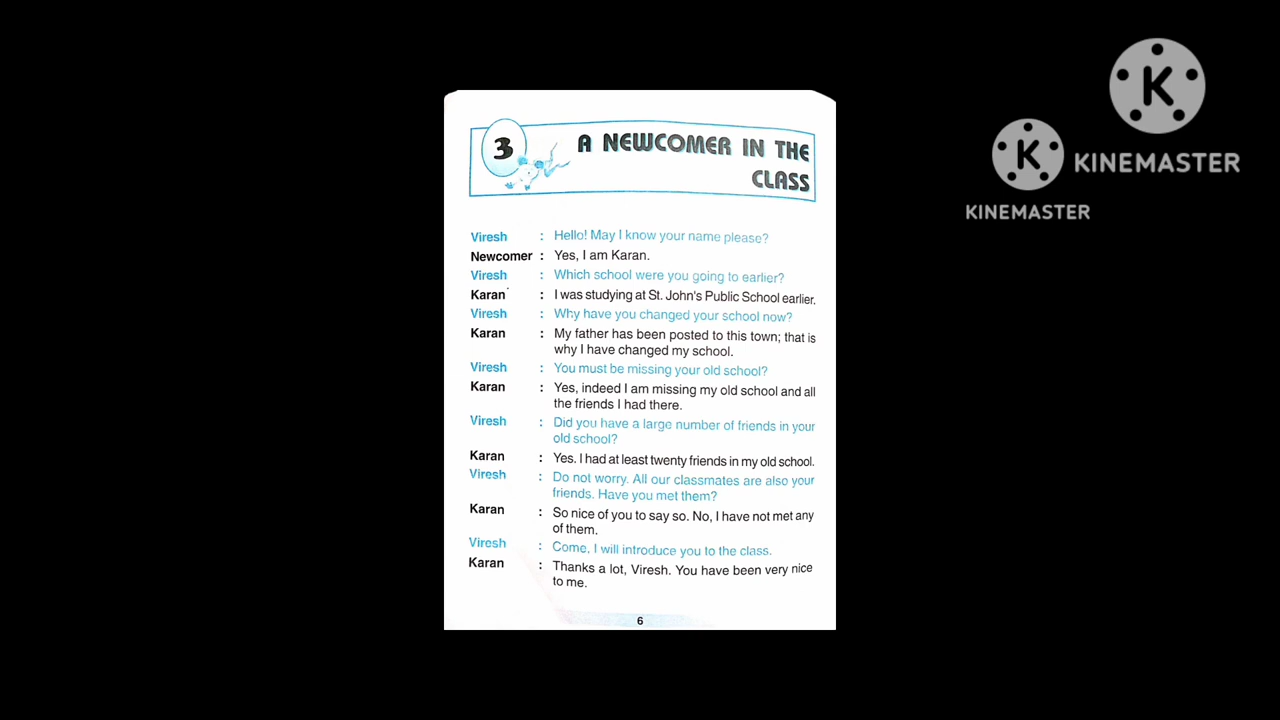 3
A NEWCOMER IN THE
CLASS
Viresh : Hello! May I know your name please?
Newcomer : Yes, I am Karan.
Viresh : Which school were you going to earlier?
Karan : I was studying at St. John's Public School earlier.
Viresh : Why have you changed your school now?
Karan : My father has been posted to this town; that is
why I have changed my school.
Viresh : You must be missing your old school?
Karan : Yes, indeed I am missing my old school and all
the friends I had there.
Viresh : Did you have a large number of friends in your
old school?
Karan : Yes. I had at least twenty friends in my old school.
Viresh : Do not worry. All our classmates are also your
friends. Have you met them?
Karan : So nice of you to say so. No, I have not met any
of them.
Viresh : Come, I will introduce you to the class.
Karan : Thanks a lot, Viresh. You have been very nice
to me.
6
K
K KINEMASTER
KINEMASTER